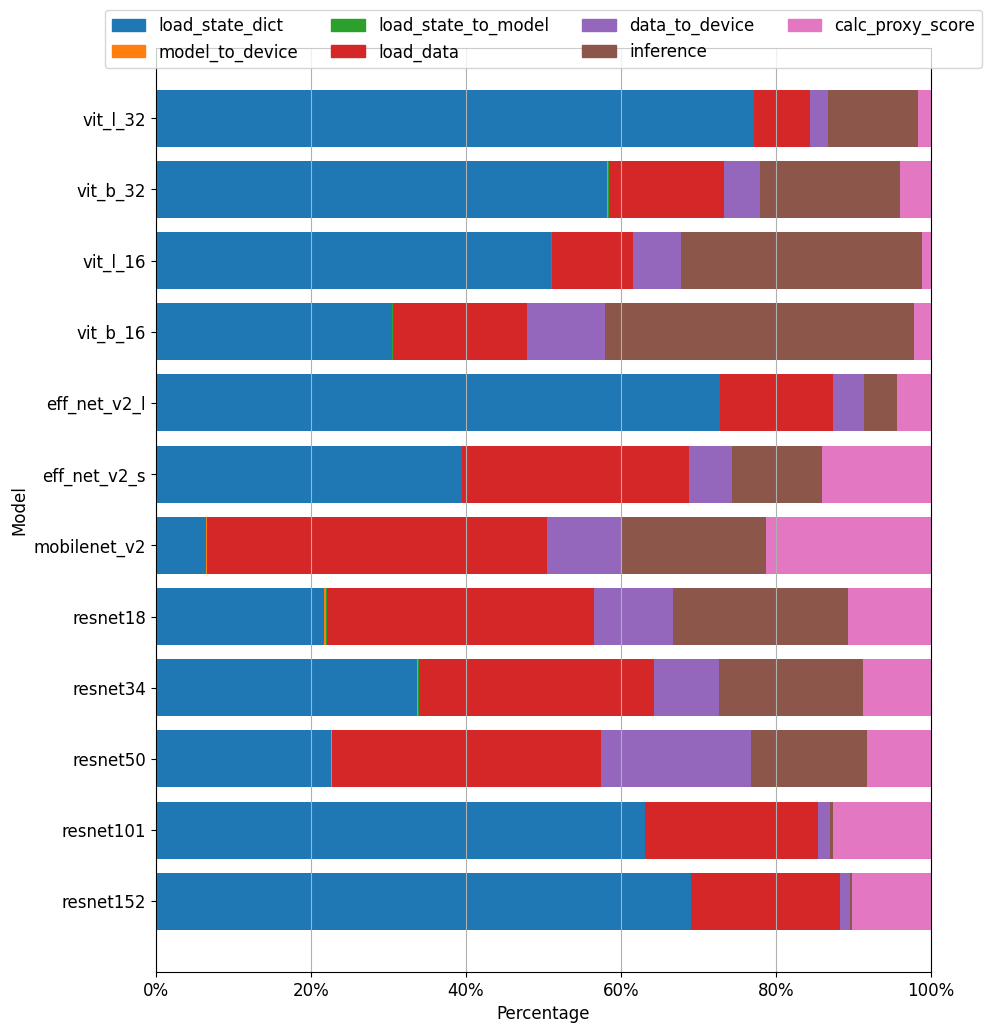 load_state_dict load_state_to_model data_to_device calc_proxy_score
model_to_device load_data inference
vit_l_32
vit_b_32
vit_l_16
vit_b_16
eff_net_v2_l
eff_net_v2_s
mobilenet_v2
resnet18
resnet34
resnet50
resnet101
resnet152
Model
0% 20% 40% 60% 80% 100%
Percentage